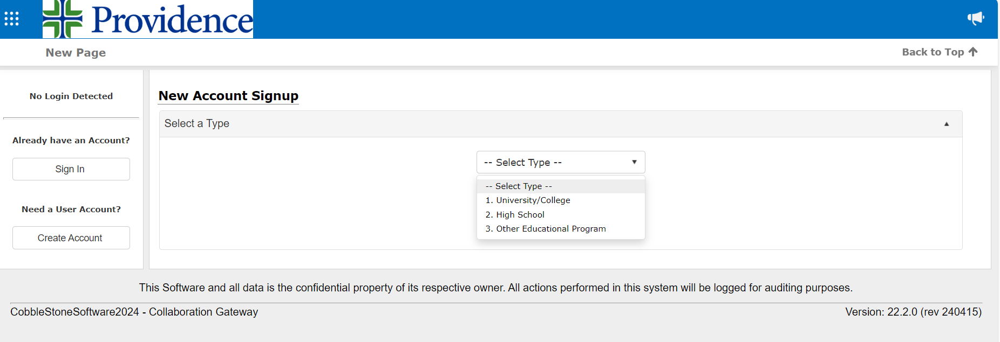 Providence
New Page
Back to Top
No Login Detected
Already have an Account?
Sign In
Need a User Account?
Create Account
New Account Signup
Select a Type
-- Select Type --
-- Select Type --
1. University/College
2. High School
3. Other Educational Program
This Software and all data is the confidential property of its respective owner. All actions performed in this system will be logged for auditing purposes.
CobbleStoneSoftware2024 - Collaboration Gateway
Version: 22.2.0 (rev 240415)